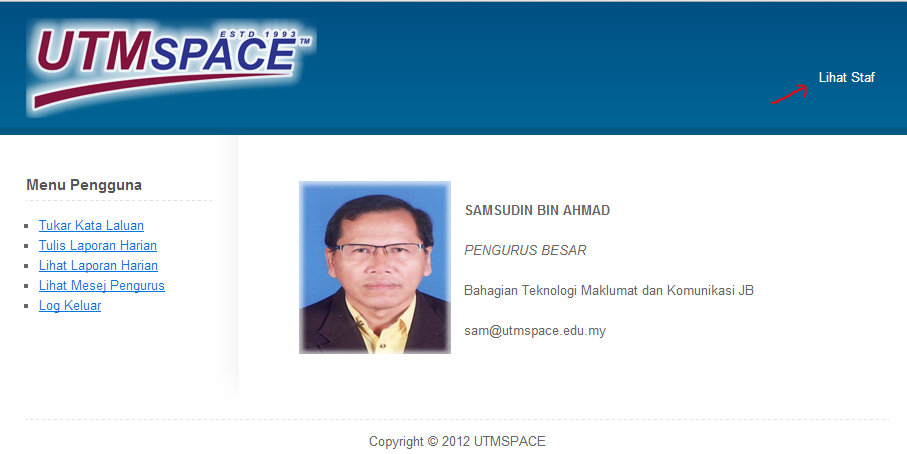 ESTD 1993
UTMSPACE™
Lihat Staf
Menu Pengguna
Tukar Kata Laluan
Tulis Laporan Harian
Lihat Laporan Harian
Lihat Mesej Pengurus
Log Keluar
SAMSUDIN BIN AHMAD
PENGURUS BESAR
Bahagian Teknologi Maklumat dan Komunikasi JB
sam@utmspace.edu.my
Copyright © 2012 UTMSPACE